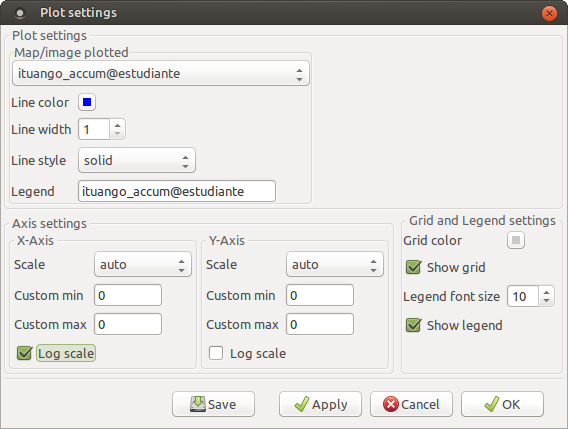 Plot settings
Plot settings
Map/image plotted
ituango_accum@estudiante
Line color
Line width 1
Line style solid
Legend ituango_accum@estudiante
Axis settings
X-Axis
Scale auto
Custom min 0
Custom max 0
Log scale
Y-Axis
Scale auto
Custom min 0
Custom max 0
Log scale
Grid and Legend settings
Grid color
Show grid
Legend font size 10
Show legend
Save Apply Cancel OK